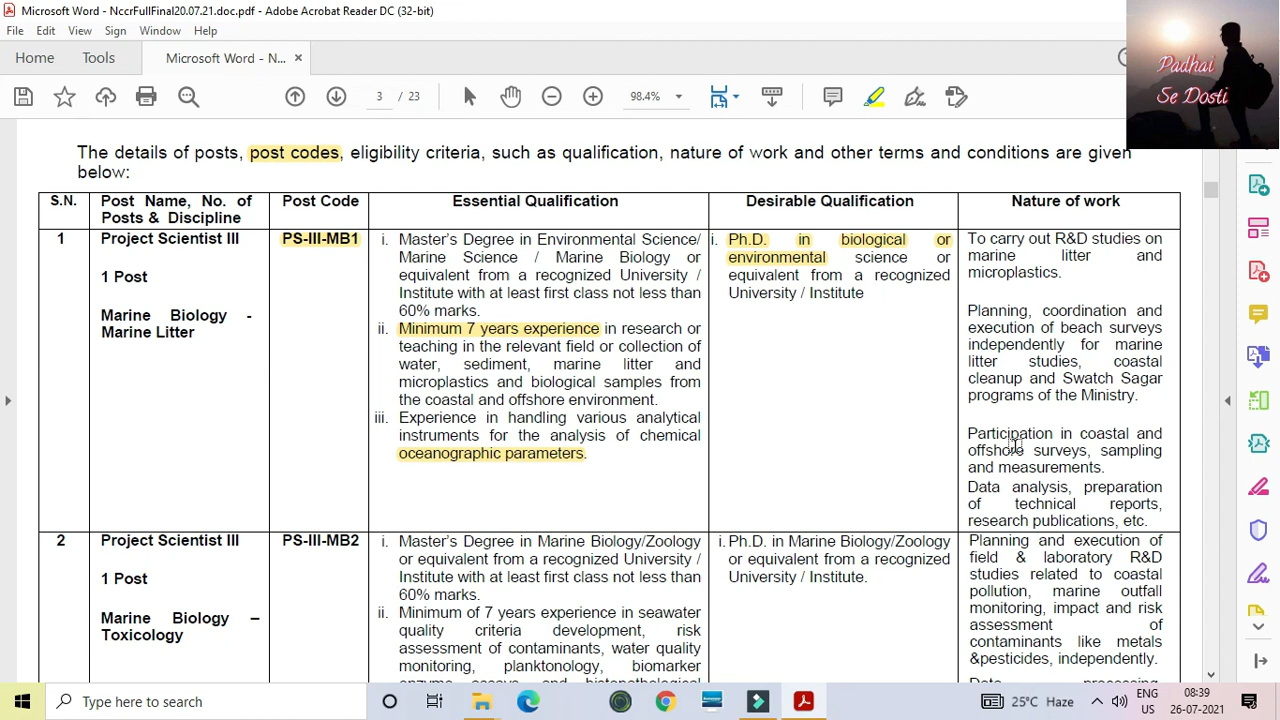 Microsoft Word - NccrFullFinal20.07.21.doc.pdf - Adobe Acrobat Reader DC (32-bit)
File Edit View Sign Window Help
Home Tools Microsoft Word - N... ×
3 / 23 98.4%
Padhai
Se Dosti
The details of posts, post codes, eligibility criteria, such as qualification, nature of work and other terms and conditions are given
below:
S.N.
Post Name, No. of
Posts & Discipline
Post Code
Essential Qualification
Desirable Qualification
Nature of work
1
Project Scientist III
1 Post
Marine Biology -
Marine Litter
PS-III-MB1
i. Master's Degree in Environmental Science/
Marine Science / Marine Biology or
equivalent from a recognized University /
Institute with at least first class not less than
60% marks.
ii. Minimum 7 years experience in research or
teaching in the relevant field or collection of
water, sediment, marine litter and
microplastics and biological samples from
the coastal and offshore environment.
iii. Experience in handling various analytical
instruments for the analysis of chemical
oceanographic parameters.
i. Ph.D. in biological or
environmental science or
equivalent from a recognized
University / Institute
To carry out R&D studies on
marine litter and
microplastics.
Planning, coordination and
execution of beach surveys
independently for marine
litter studies, coastal
cleanup and Swatch Sagar
programs of the Ministry.
Participation in coastal and
offshore surveys, sampling
and measurements.
Data analysis, preparation
of technical reports,
research publications, etc.
2
Project Scientist III
1 Post
Marine Biology –
Toxicology
PS-III-MB2
i. Master's Degree in Marine Biology/Zoology
or equivalent from a recognized University /
Institute with at least first class not less than
60% marks.
ii. Minimum of 7 years experience in seawater
quality criteria development, risk
assessment of contaminants, water quality
monitoring, planktonology, biomarker
i. Ph.D. in Marine Biology/Zoology
or equivalent from a recognized
University / Institute.
Planning and execution of
field & laboratory R&D
studies related to coastal
pollution, marine outfall
monitoring, impact and risk
assessment of
contaminants like metals
&pesticides, independently.
Type here to search
25°C Haze
ENG
US
08:39
26-07-2021